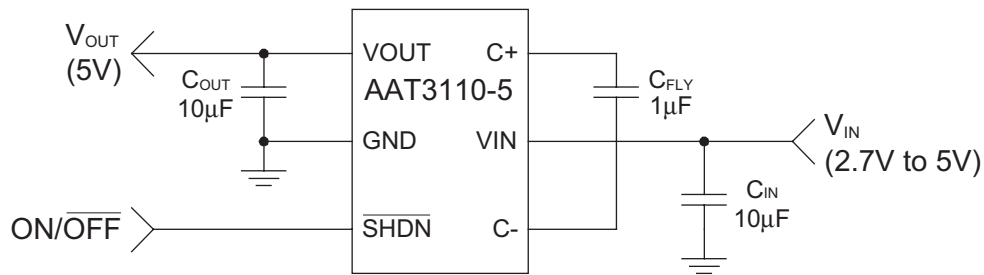 VOUT
(5V)
COUT
10μF
VOUT
C+
AAT3110-5
GND
VIN
SHDN
C-
CFLY
1μF
VIN
(2.7V to 5V)
CIN
10μF
ON/OFF